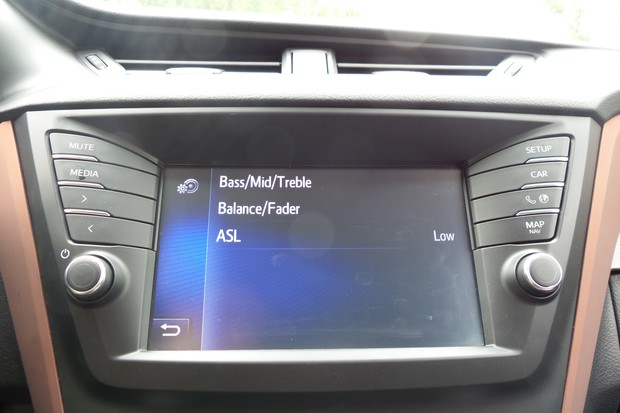 MUTE
MEDIA
SETUP
CAR
MAP
NAV
Bass/Mid/Treble
Balance/Fader
ASL Low